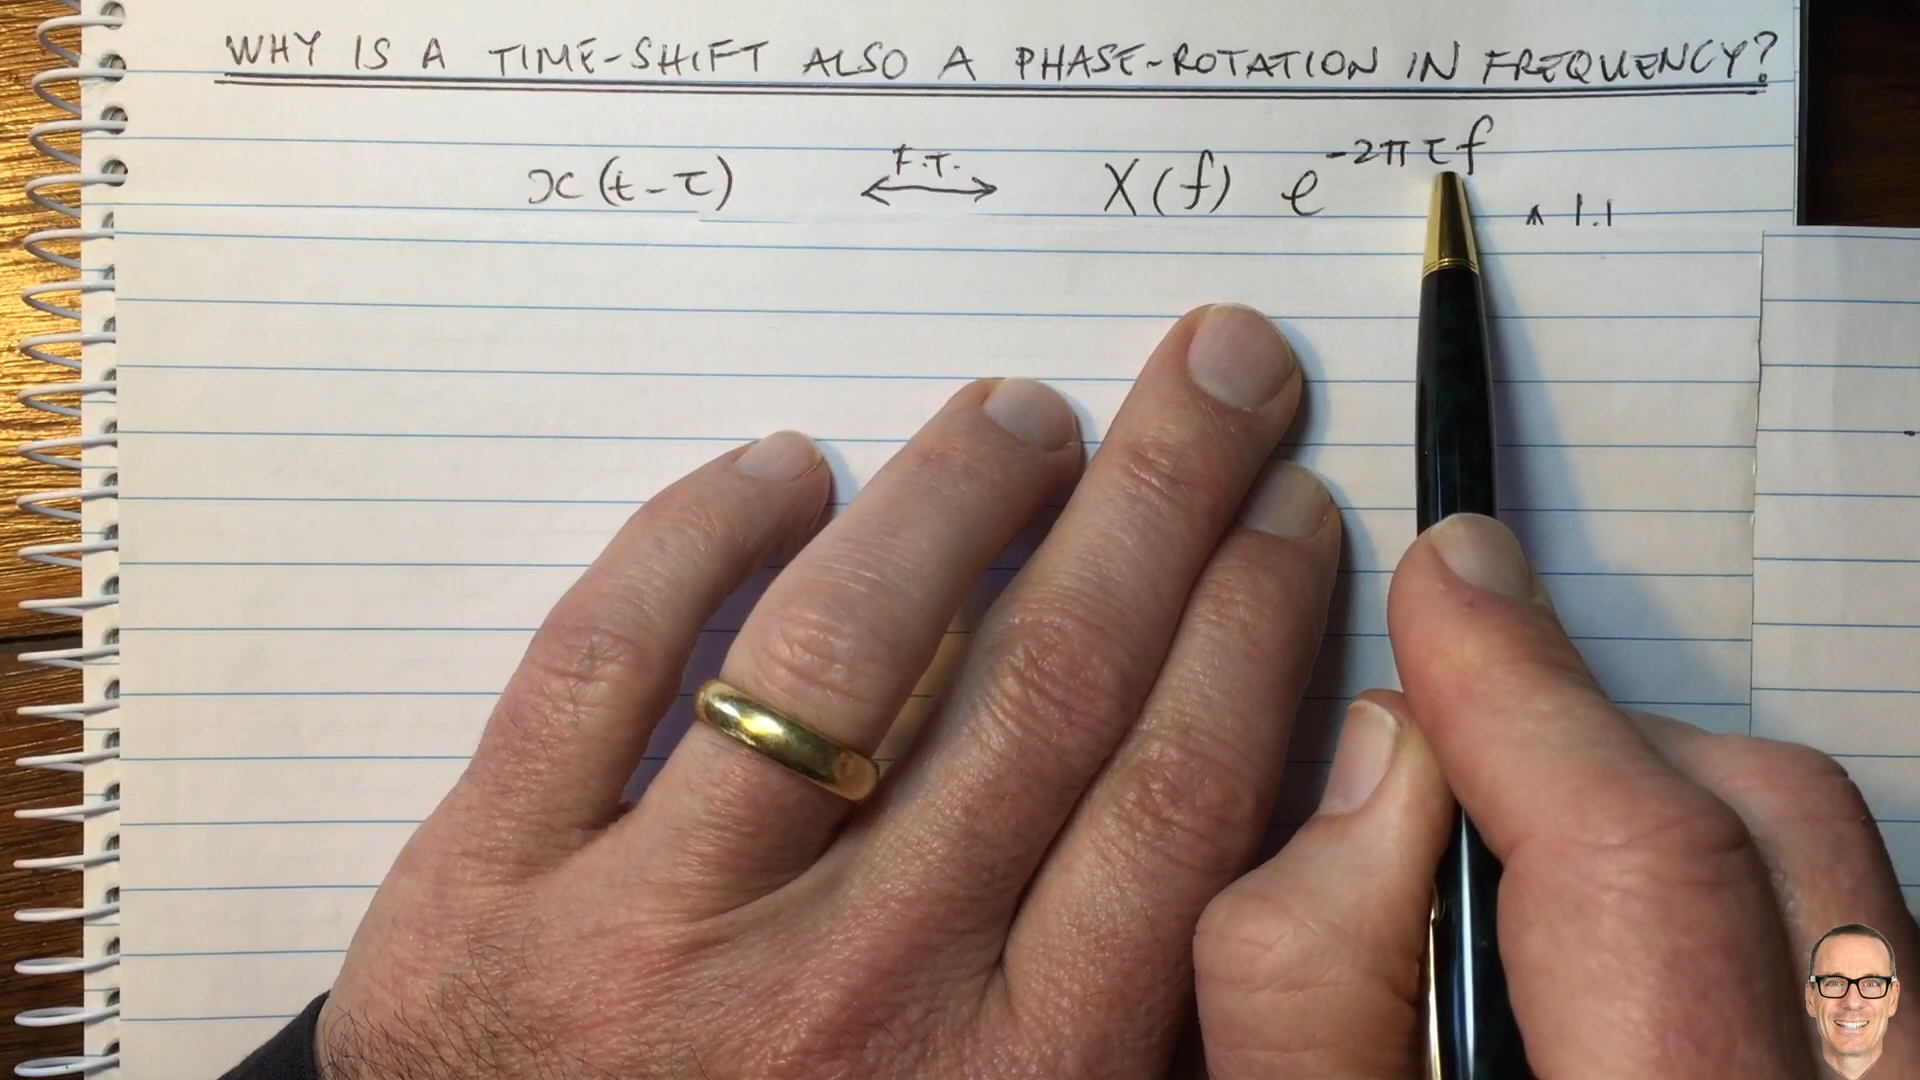 WHY IS A TIME-SHIFT ALSO A PHASE-ROTATION IN FREQUENCY?
x(t-τ) F.T. ⟷ X(f) e^{-2πτf}